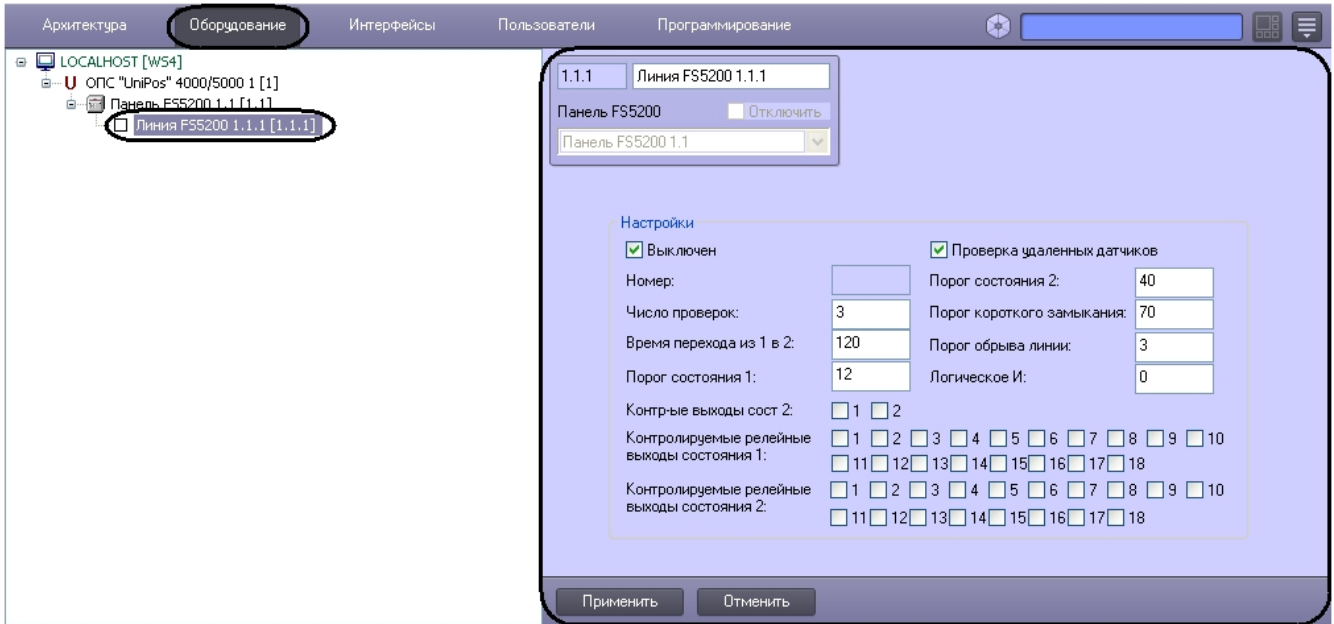 Архитектура Оборудование Интерфейсы Пользователи Программирование
LOCALHOST [WS4]
ОПС "UniPos" 4000/5000 1 [1]
Панель FS5200 1.1 [1.1]
Линия FS5200 1.1.1 [1.1.1]
1.1.1 Линия FS5200 1.1.1
Панель FS5200 Отключить
Панель FS5200 1.1
Настройки
Выключен Проверка удаленных датчиков
Номер: Порог состояния 2: 40
Число проверок: 3 Порог короткого замыкания: 70
Время перехода из 1 в 2: 120 Порог обрыва линии: 3
Порог состояния 1: 12 Логическое И: 0
Контр-ые выходы сост 2: 1 2
Контролируемые релейные 1 2 3 4 5 6 7 8 9 10
выходы состояния 1: 11 12 13 14 15 16 17 18
Контролируемые релейные 1 2 3 4 5 6 7 8 9 10
выходы состояния 2: 11 12 13 14 15 16 17 18
Применить Отменить